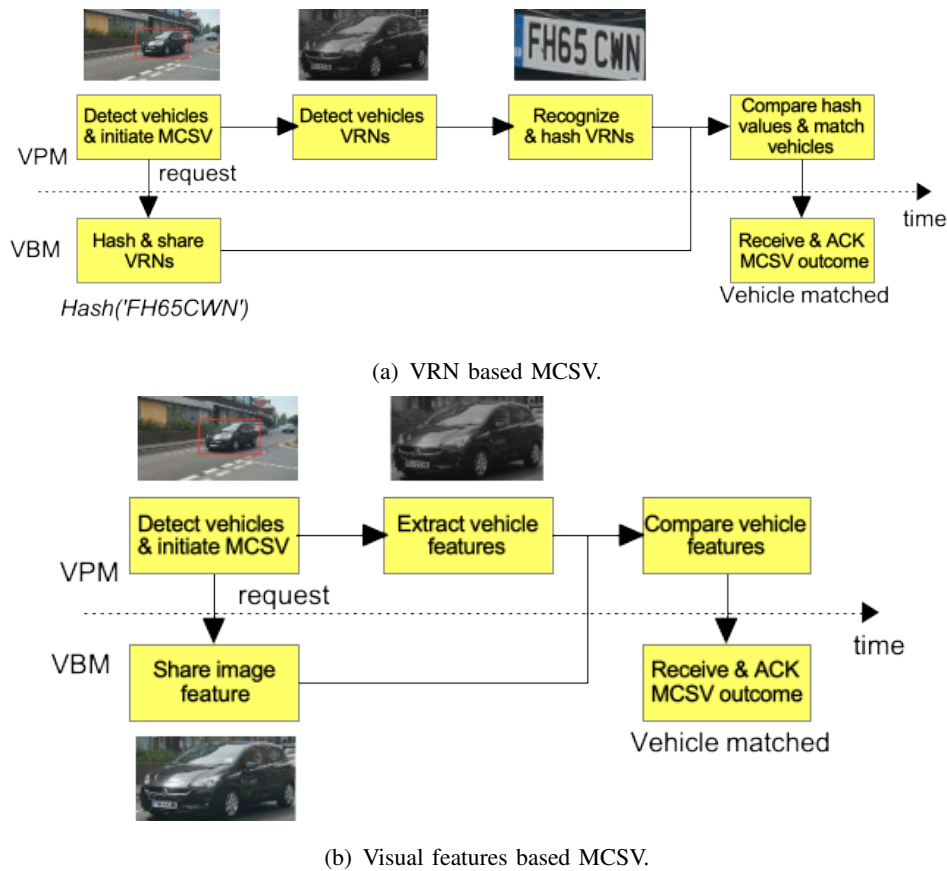 FH65 CWN
Detect vehicles
& initiate MCSV
Detect vehicles
VRNs
Recognize
& hash VRNs
Compare hash
values & match
vehicles
VPM
request
time
VBM
Hash & share
VRNs
Receive & ACK
MCSV outcome
Hash('FH65CWN')
Vehicle matched
(a) VRN based MCSV.
Detect vehicles
& initiate MCSV
Extract vehicle
features
Compare vehicle
features
VPM
request
time
VBM
Share image
feature
Receive & ACK
MCSV outcome
Vehicle matched
(b) Visual features based MCSV.